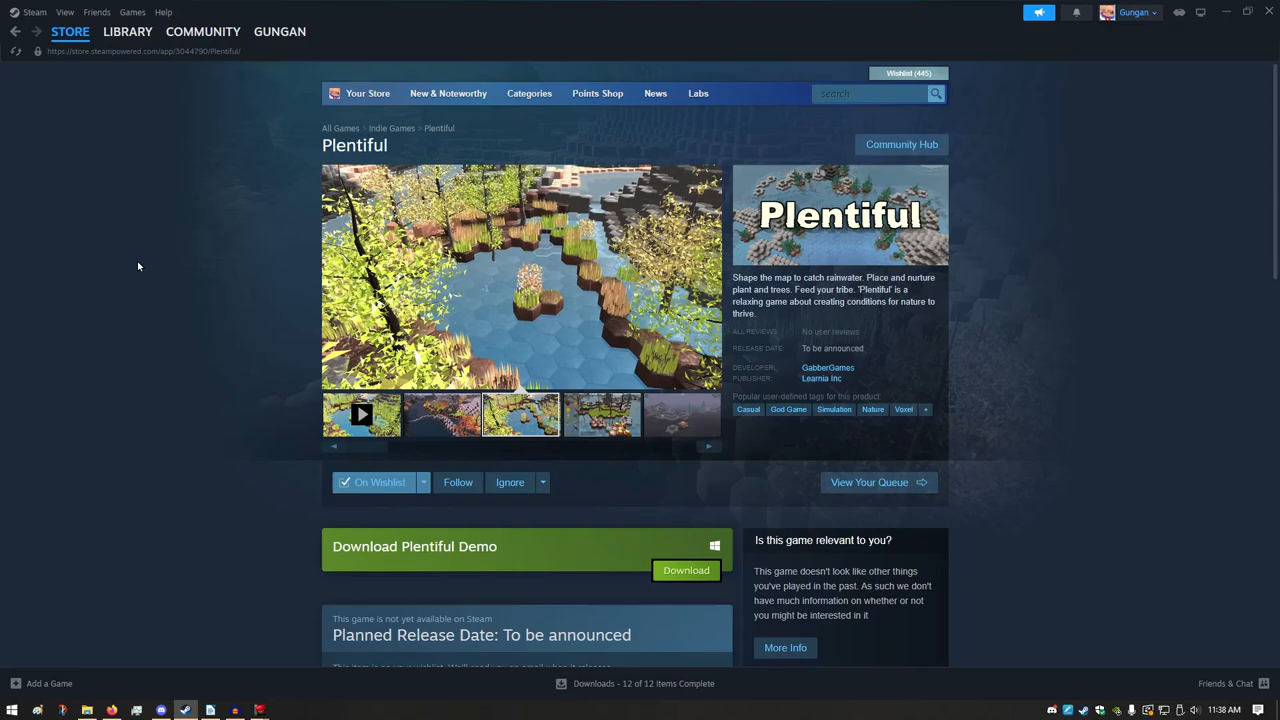 Steam View Friends Games Help Gungan
STORE LIBRARY COMMUNITY GUNGAN
https://store.steampowered.com/app/3044790/Plentiful/
Wishlist (445)
Your Store New & Noteworthy Categories Points Shop News Labs search
All Games > Indie Games > Plentiful
Plentiful
Community Hub
Plentiful
Shape the map to catch rainwater. Place and nurture
plant and trees. Feed your tribe. 'Plentiful' is a
relaxing game about creating conditions for nature to
thrive.
ALL REVIEWS: No user reviews
RELEASE DATE: To be announced
DEVELOPER: GabberGames
PUBLISHER: Learnia Inc
Popular user-defined tags for this product:
Casual God Game Simulation Nature Voxel +
On Wishlist Follow Ignore View Your Queue
Download Plentiful Demo
Download
Is this game relevant to you?
This game doesn't look like other things
you've played in the past. As such we don't
have much information on whether or not
you might be interested in it
More Info
This game is not yet available on Steam
Planned Release Date: To be announced
Add a Game Downloads - 12 of 12 Items Complete Friends & Chat
11:38 AM